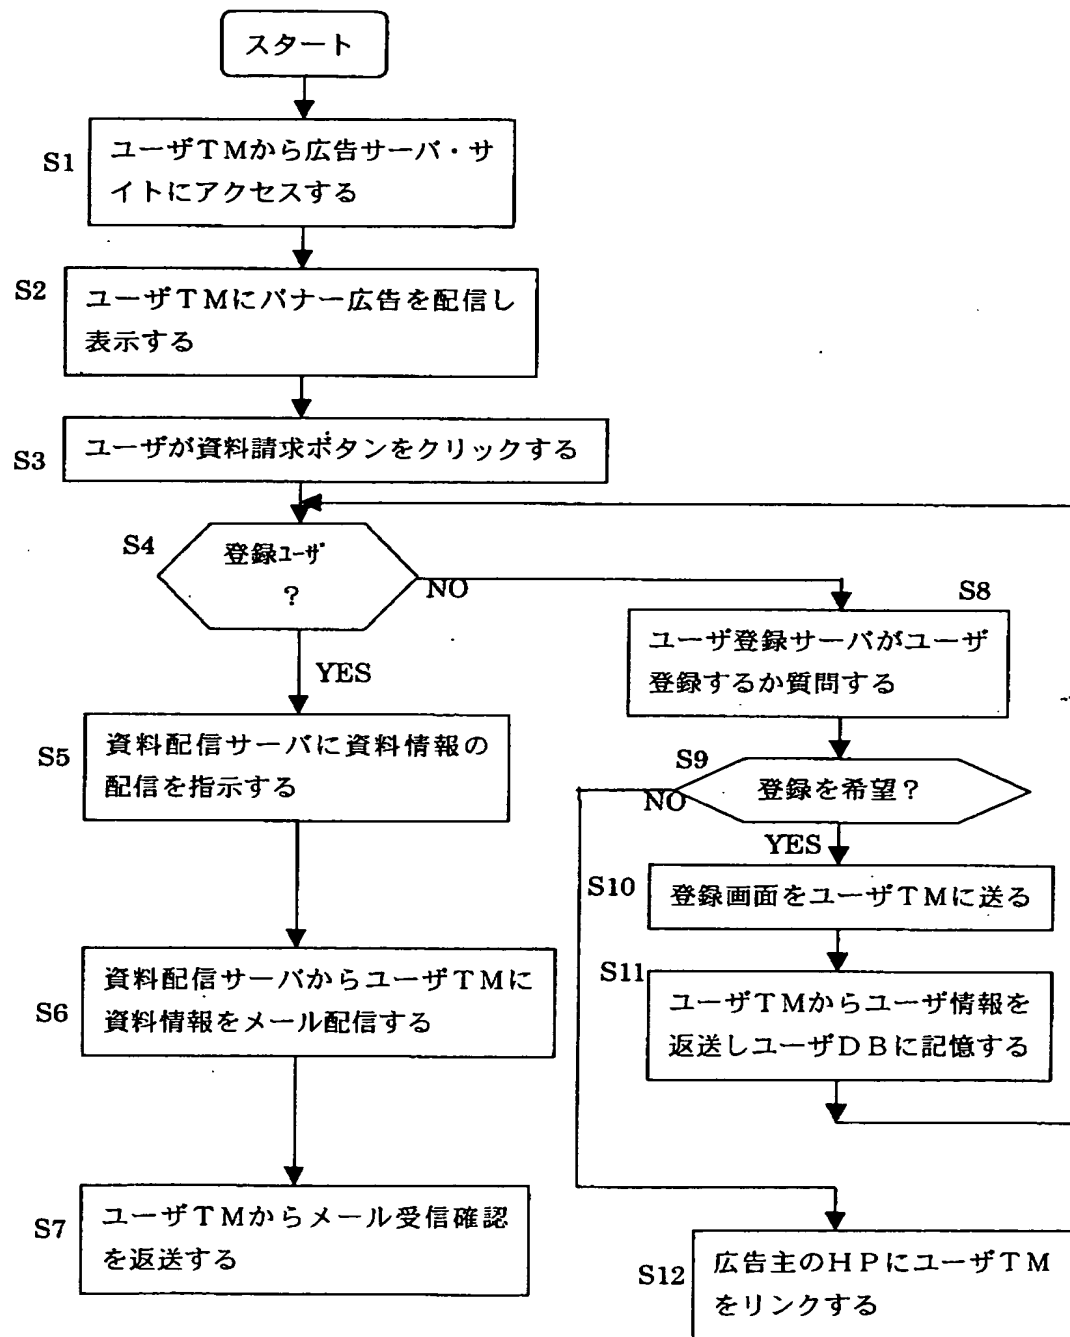 スタート
S1
ユーザTMから広告サーバ・サ
イトにアクセスする
S2
ユーザTMにバナー広告を配信し
表示する
S3
ユーザが資料請求ボタンをクリックする
S4
登録ユーザ
?
NO
YES
S5
資料配信サーバに資料情報の
配信を指示する
S6
資料配信サーバからユーザTMに
資料情報をメール配信する
S7
ユーザTMからメール受信確認
を返送する
S8
ユーザ登録サーバがユーザ
登録するか質問する
S9
登録を希望?
NO
YES
S10
登録画面をユーザTMに送る
S11
ユーザTMからユーザ情報を
返送しユーザDBに記憶する
S12
広告主のHPにユーザTM
をリンクする